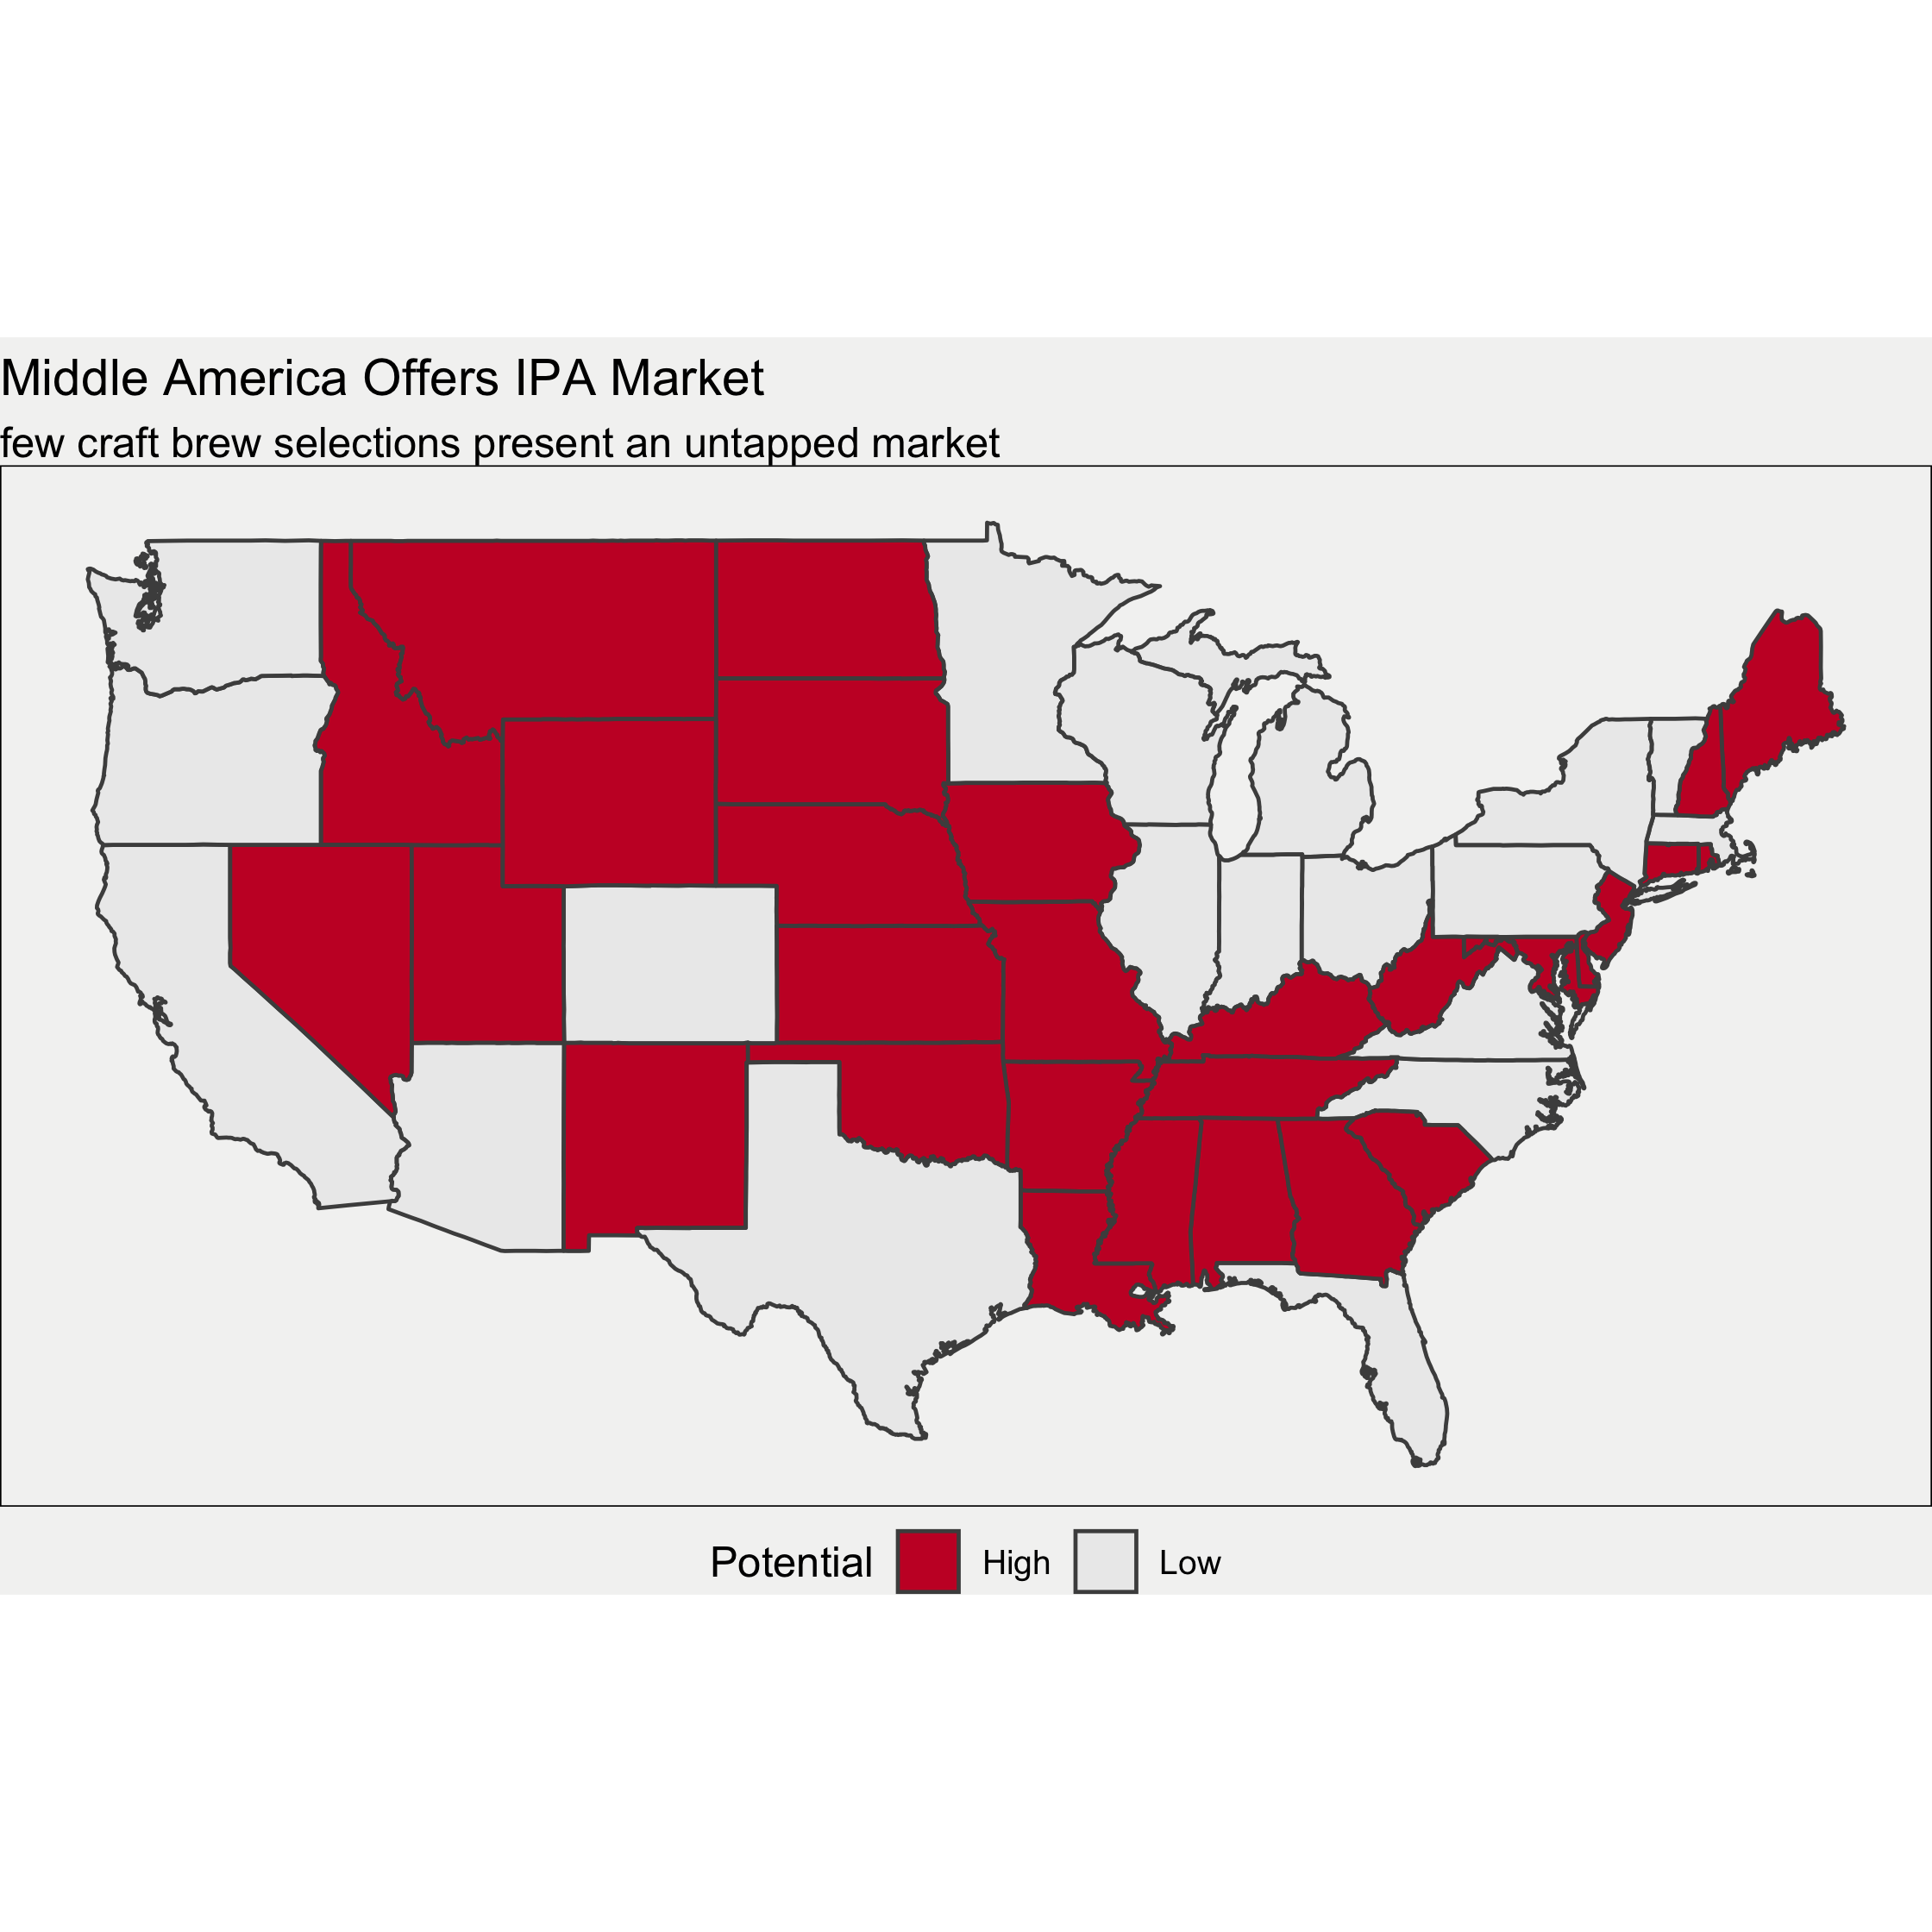 Middle America Offers IPA Market
few craft brew selections present an untapped market
Potential High Low